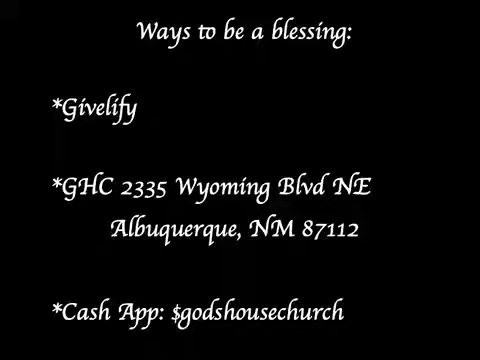 Ways to be a blessing:
*Givelify
*GHC 2335 Wyoming Blvd NE
Albuquerque, NM 87112
*Cash App: $godshousechurch